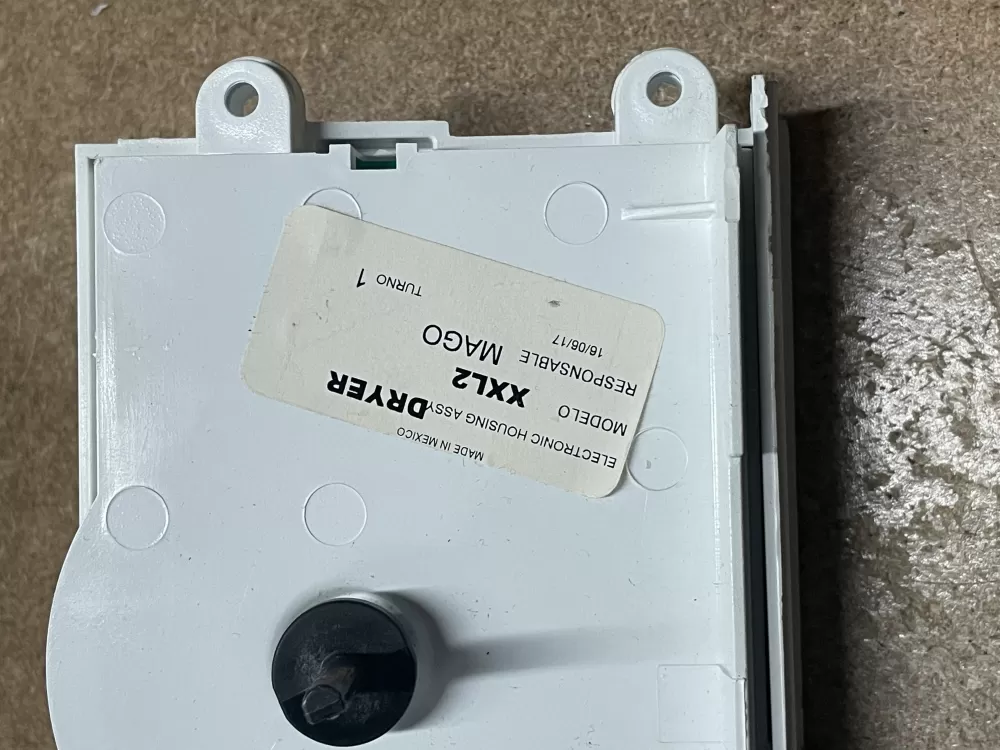 MADE IN MEXICO
ELECTRONIC HOUSING ASSY DRYER
MODELO XXL2
RESPONSABLE MAGO
16/06/17
TURNO 1